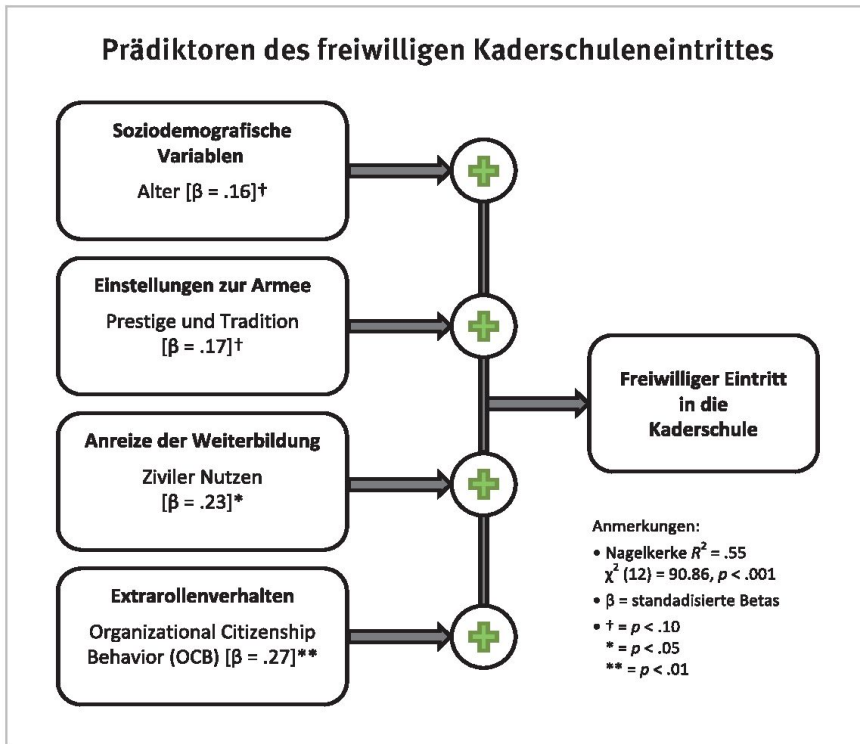 Prädiktoren des freiwilligen Kaderschuleneintrittes
Soziodemografische
Variablen
Alter [β = .16]†
Einstellungen zur Armee
Prestige und Tradition
[β = .17]†
Anreize der Weiterbildung
Ziviler Nutzen
[β = .23]*
Extrarollenverhalten
Organizational Citizenship
Behavior (OCB) [β = .27]**
Freiwilliger Eintritt
in die
Kaderschule
Anmerkungen:
• Nagelkerke R² = .55
χ² (12) = 90.86, p < .001
• β = standadisierte Betas
• † = p < .10
* = p < .05
** = p < .01